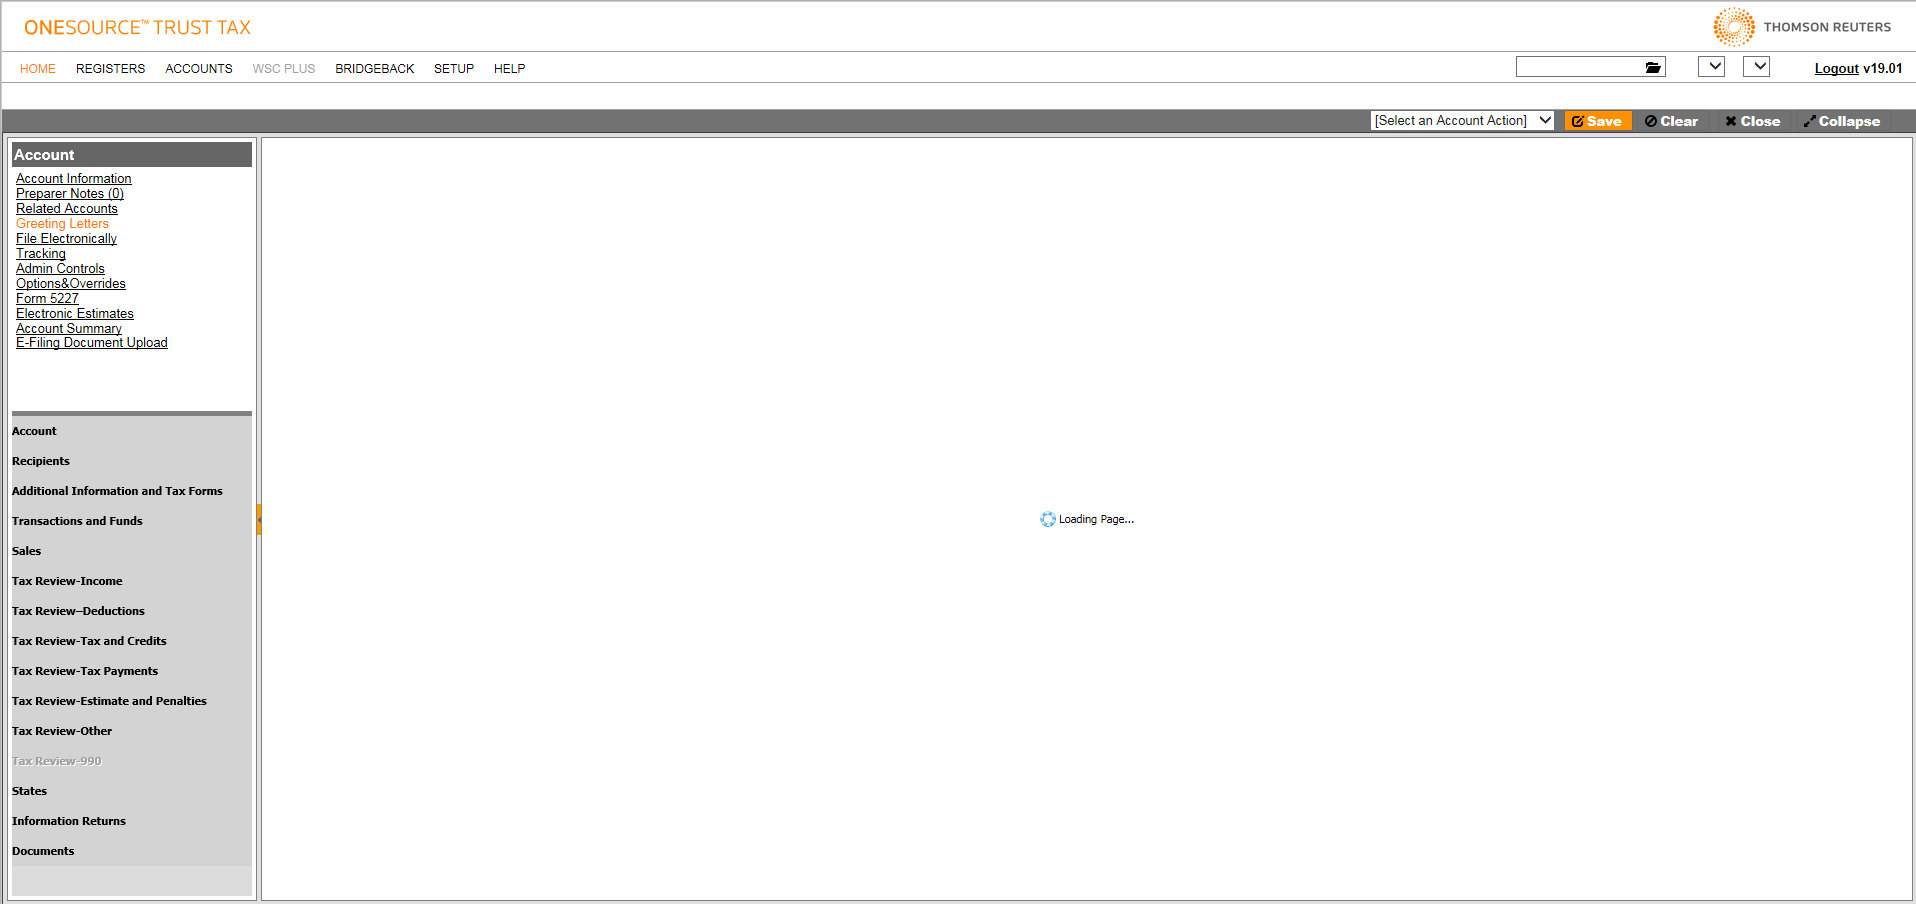 ONESOURCE™ TRUST TAX
THOMSON REUTERS
HOME REGISTERS ACCOUNTS WSC PLUS BRIDGEBACK SETUP HELP
Logout v19.01
[Select an Account Action] Save Clear Close Collapse
Account
Account Information
Preparer Notes (0)
Related Accounts
Greeting Letters
File Electronically
Tracking
Admin Controls
Options&Overrides
Form 5227
Electronic Estimates
Account Summary
E-Filing Document Upload
Account
Recipients
Additional Information and Tax Forms
Transactions and Funds
Sales
Tax Review-Income
Tax Review–Deductions
Tax Review-Tax and Credits
Tax Review-Tax Payments
Tax Review-Estimate and Penalties
Tax Review-Other
Tax Review-990
States
Information Returns
Documents
Loading Page...